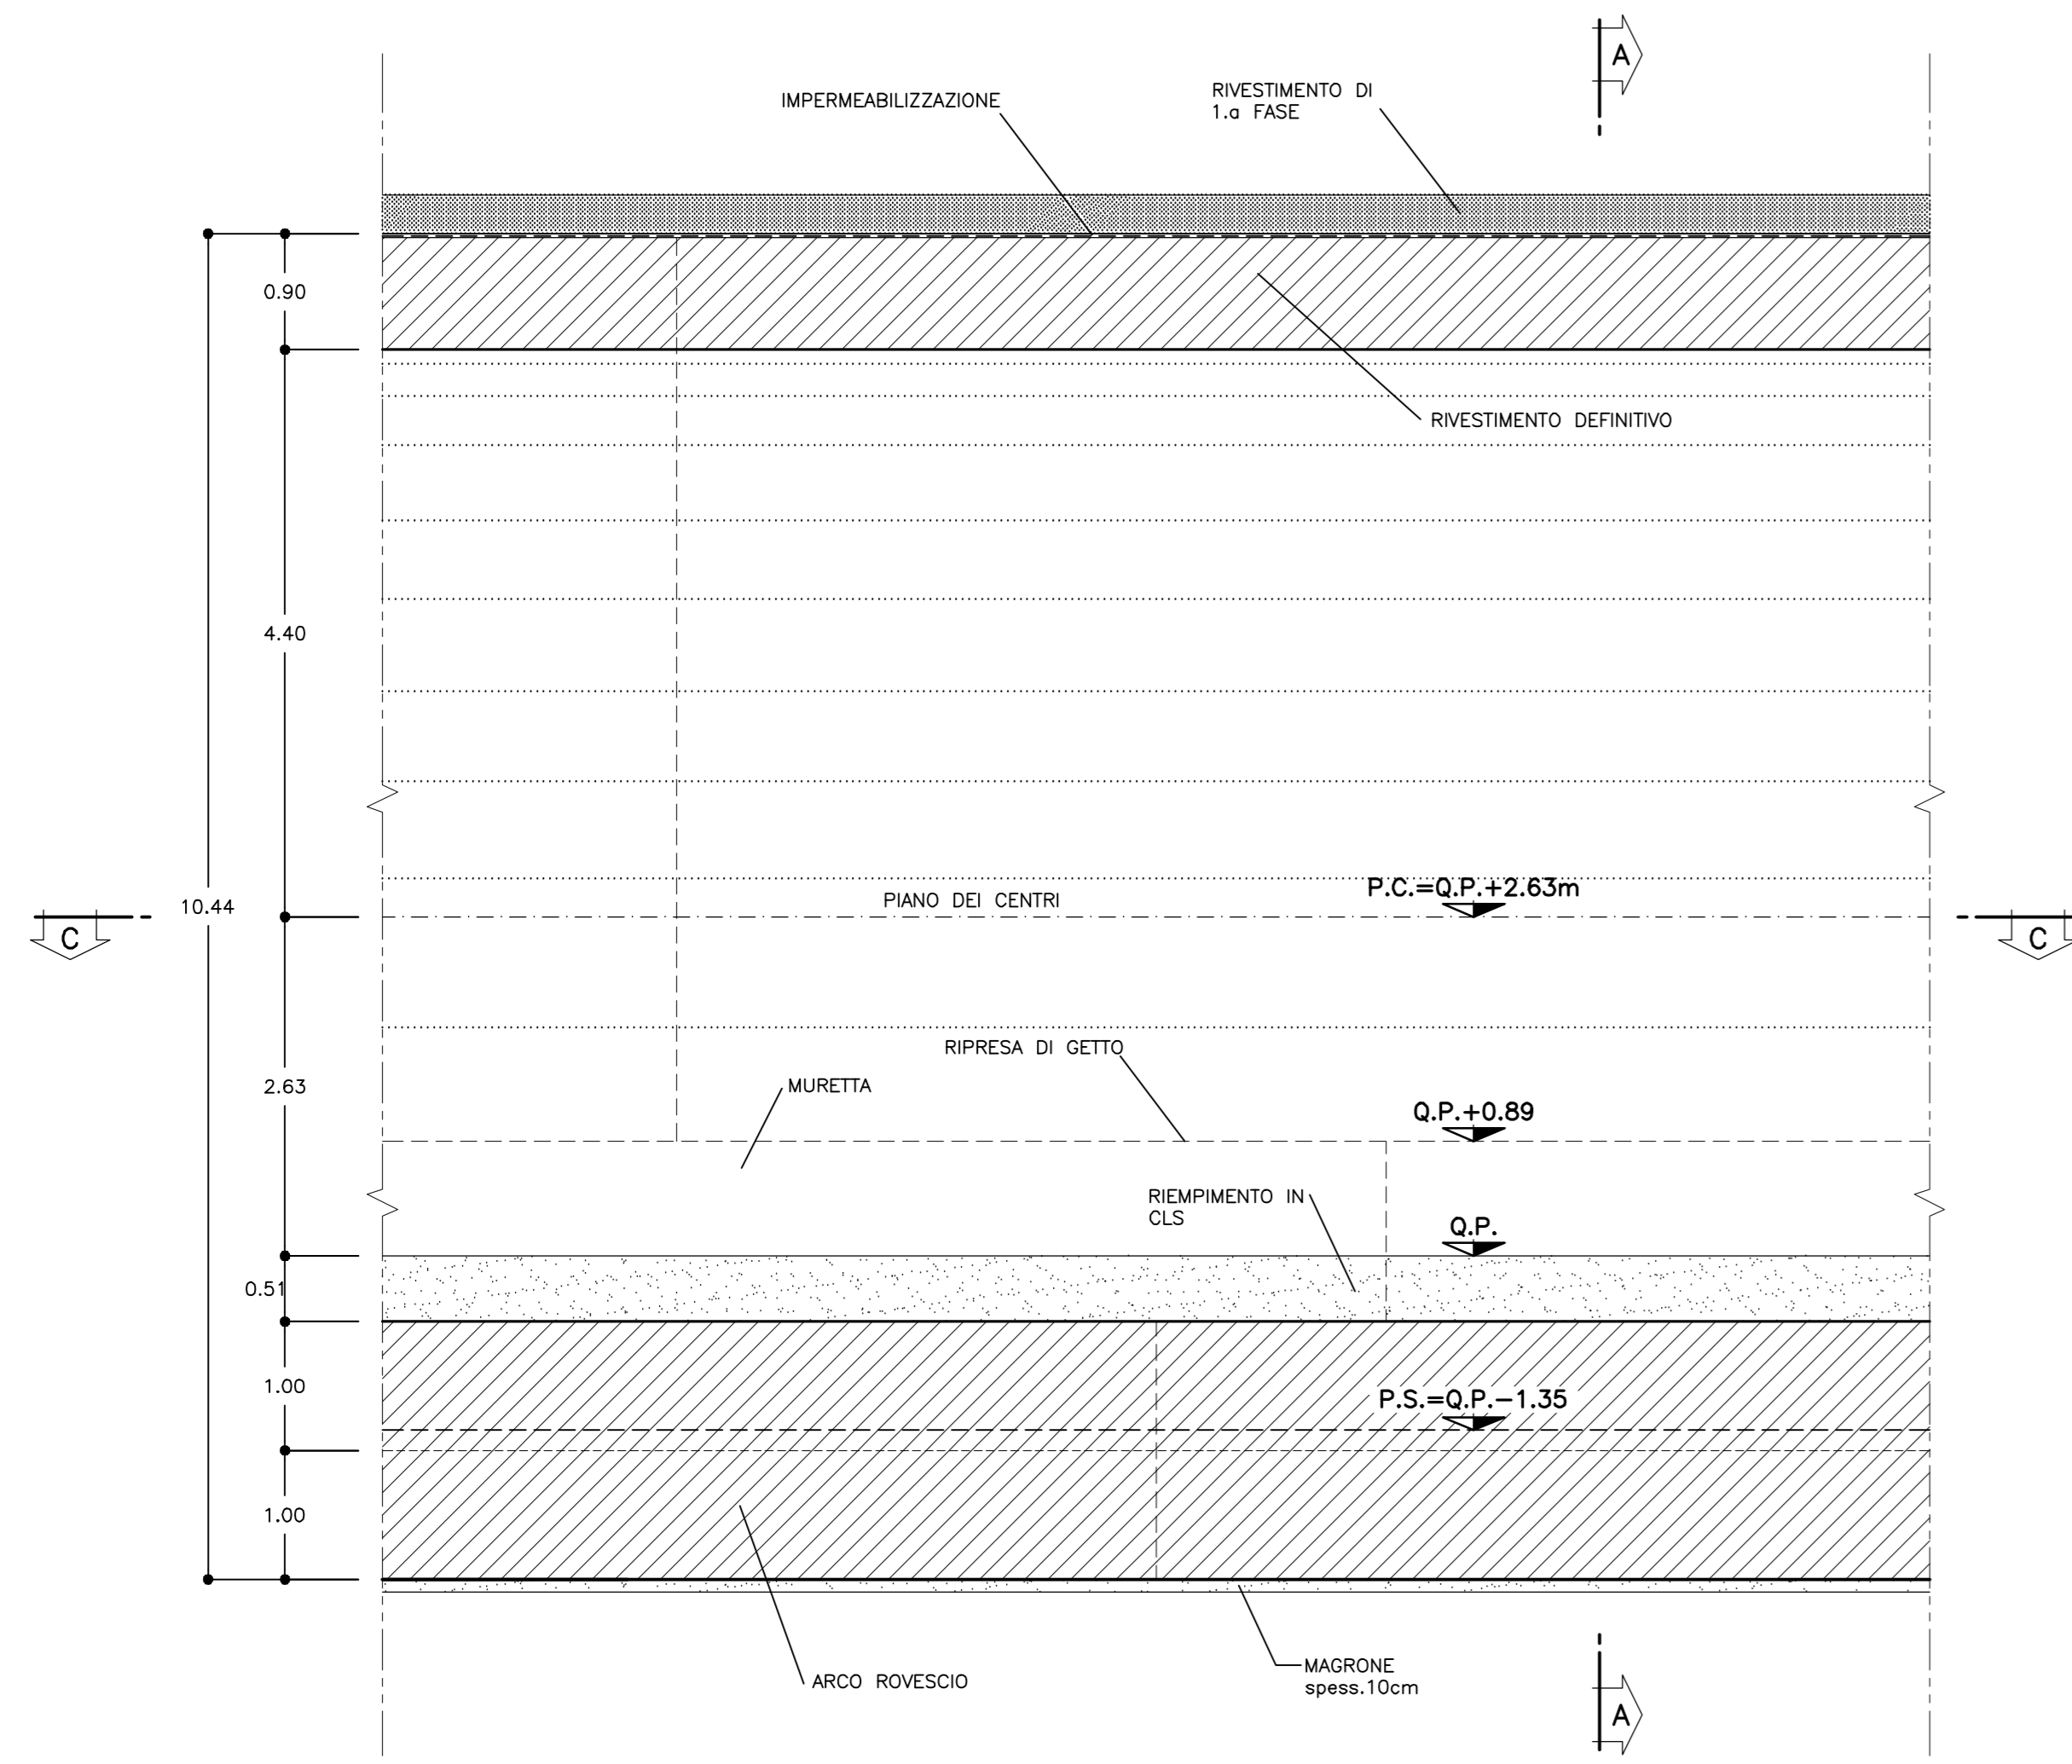 A
RIVESTIMENTO DI
1.a FASE
IMPERMEABILIZZAZIONE
0.90
RIVESTIMENTO DEFINITIVO
4.40
P.C.=Q.P.+2.63m
PIANO DEI CENTRI
10.44
C
C
RIPRESA DI GETTO
MURETTA
2.63
Q.P.+0.89
RIEMPIMENTO IN
CLS
Q.P.
0.51
1.00
P.S.=Q.P.-1.35
1.00
MAGRONE
spess.10cm
ARCO ROVESCIO
A